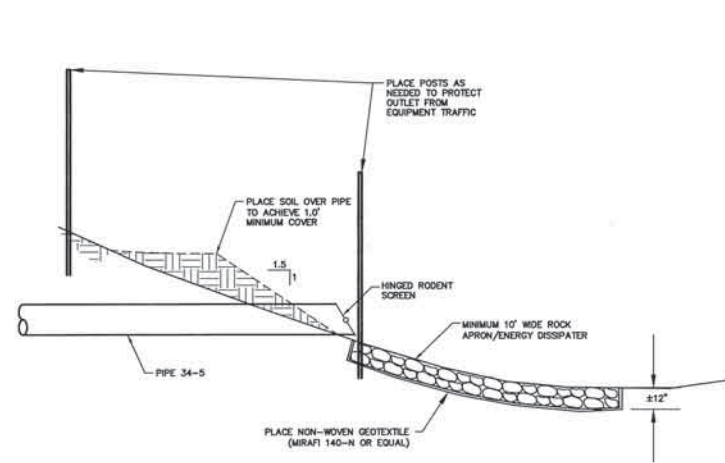 PLACE POSTS AS
NEEDED TO PROTECT
OUTLET FROM
EQUIPMENT TRAFFIC
PLACE SOIL OVER PIPE
TO ACHIEVE 1.0'
MINIMUM COVER
1.5
1
HINGED RODENT
SCREEN
MINIMUM 10' WIDE ROCK
APRON/ENERGY DISSIPATER
PIPE 34-5
±12"
PLACE NON-WOVEN GEOTEXTILE
(MIRAFI 140-N OR EQUAL)